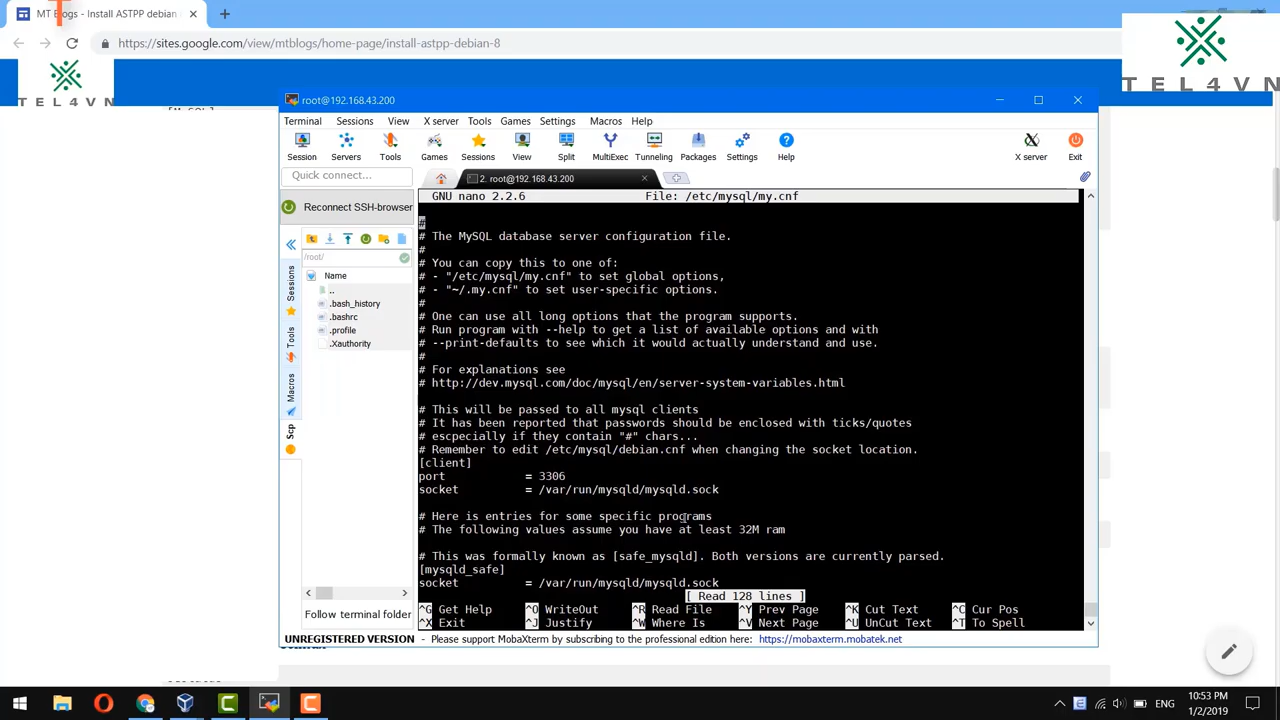 MT Blogs - Install ASTPP debian
https://sites.google.com/view/mtblogs/home-page/install-astpp-debian-8
TEL4VN
TEL4VN
root@192.168.43.200
Terminal Sessions View X server Tools Games Settings Macros Help
Session Servers Tools Games Sessions View Split MultiExec Tunneling Packages Settings Help X server Exit
Quick connect...
2. root@192.168.43.200
Reconnect SSH-browser
GNU nano 2.2.6 File: /etc/mysql/my.cnf
#
# The MySQL database server configuration file.
#
# You can copy this to one of:
# - "/etc/mysql/my.cnf" to set global options,
# - "~/.my.cnf" to set user-specific options.
#
# One can use all long options that the program supports.
# Run program with --help to get a list of available options and with
# --print-defaults to see which it would actually understand and use.
#
# For explanations see
# http://dev.mysql.com/doc/mysql/en/server-system-variables.html
# This will be passed to all mysql clients
# It has been reported that passwords should be enclosed with ticks/quotes
# escpecially if they contain "#" chars...
# Remember to edit /etc/mysql/debian.cnf when changing the socket location.
[client]
port = 3306
socket = /var/run/mysqld/mysqld.sock
# Here is entries for some specific programs
# The following values assume you have at least 32M ram
# This was formally known as [safe_mysqld]. Both versions are currently parsed.
[mysqld_safe]
socket = /var/run/mysqld/mysqld.sock
[ Read 128 lines ]
^G Get Help ^O WriteOut ^R Read File ^Y Prev Page ^K Cut Text ^C Cur Pos
^X Exit ^J Justify ^W Where Is ^V Next Page ^U UnCut Text ^T To Spell
/root/
Name
..
.bash_history
.bashrc
.profile
.Xauthority
Sessions
Tools
Macros
Scp
Follow terminal folder
UNREGISTERED VERSION - Please support MobaXterm by subscribing to the professional edition here: https://mobaxterm.mobatek.net
ENG
10:53 PM
1/2/2019